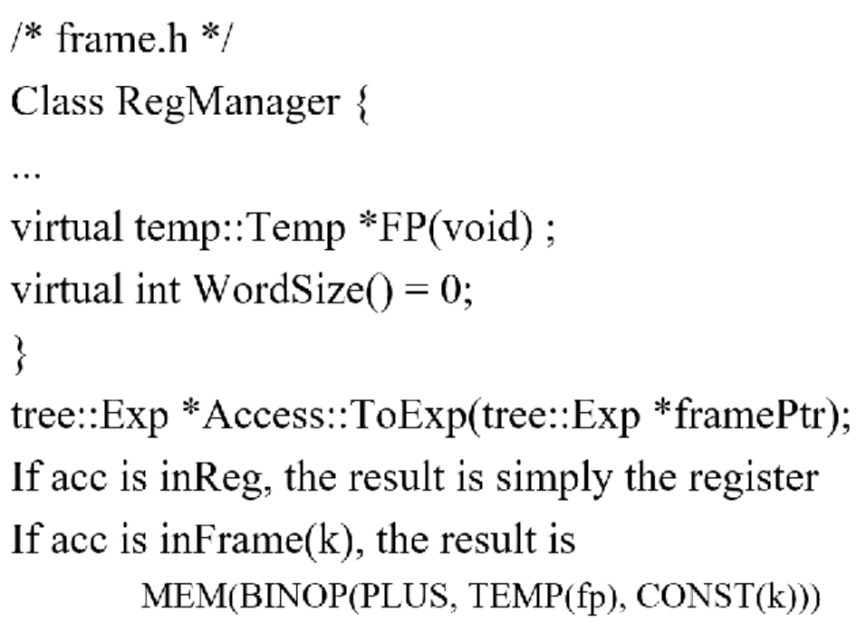 /* frame.h */
Class RegManager {
...
virtual temp::Temp *FP(void) ;
virtual int WordSize() = 0;
}
tree::Exp *Access::ToExp(tree::Exp *framePtr);
If acc is inReg, the result is simply the register
If acc is inFrame(k), the result is
MEM(BINOP(PLUS, TEMP(fp), CONST(k)))